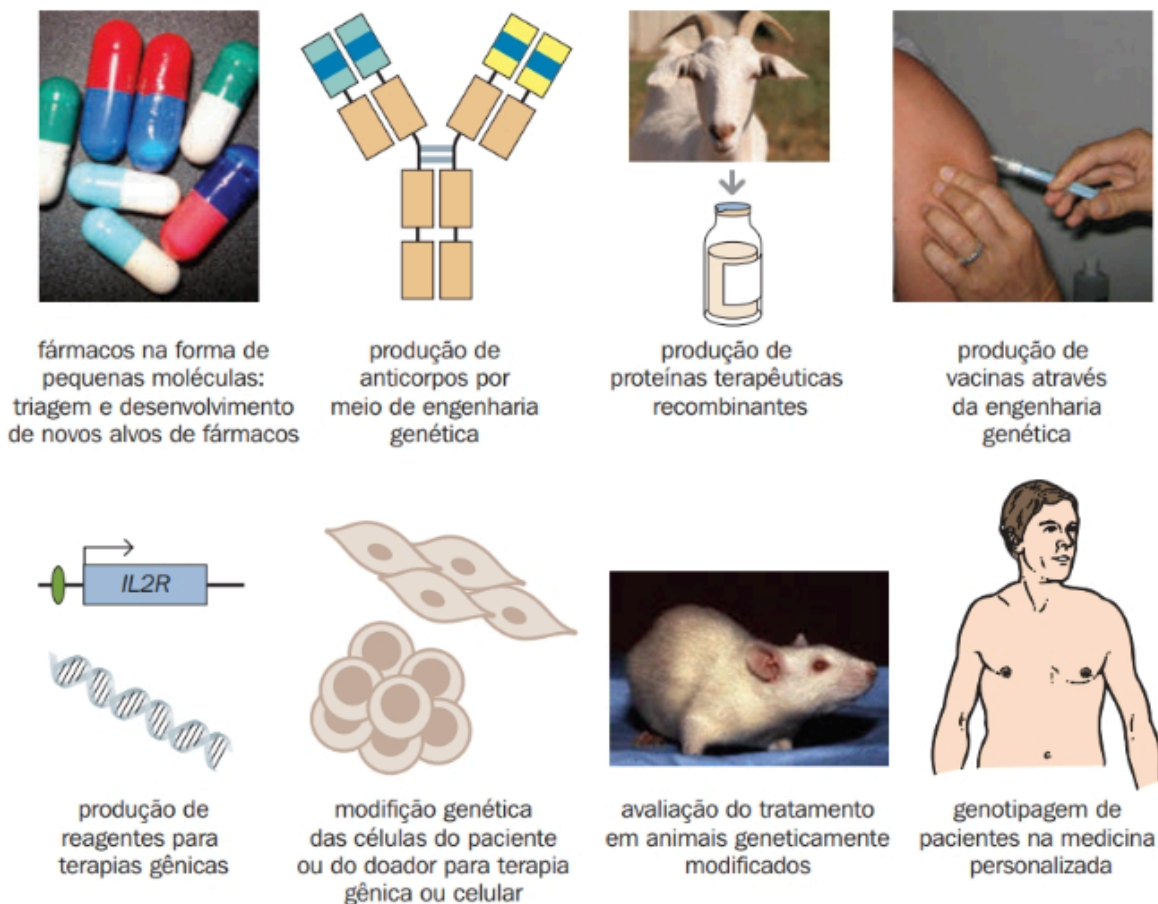 fármacos na forma de
pequenas moléculas:
triagem e desenvolvimento
de novos alvos de fármacos
produção de
anticorpos por
meio de engenharia
genética
produção de
proteínas terapêuticas
recombinantes
produção de
vacinas através
da engenharia
genética
IL2R
produção de
reagentes para
terapias gênicas
modifição genética
das células do paciente
ou do doador para terapia
gênica ou celular
avaliação do tratamento
em animais geneticamente
modificados
genotipagem de
pacientes na medicina
personalizada